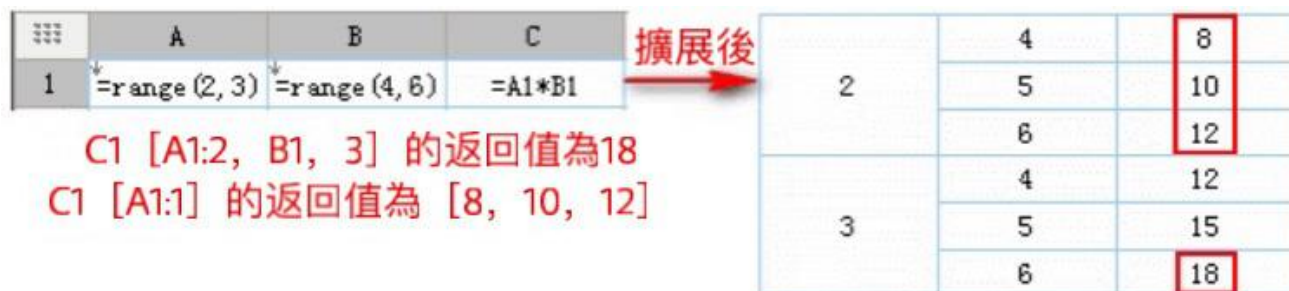 A B C
1 =range(2,3) =range(4,6) =A1*B1
擴展後
C1 [A1:2, B1, 3] 的返回值為18
C1 [A1:1] 的返回值為 [8, 10, 12]
2
4 8
5 10
6 12
3
4 12
5 15
6 18